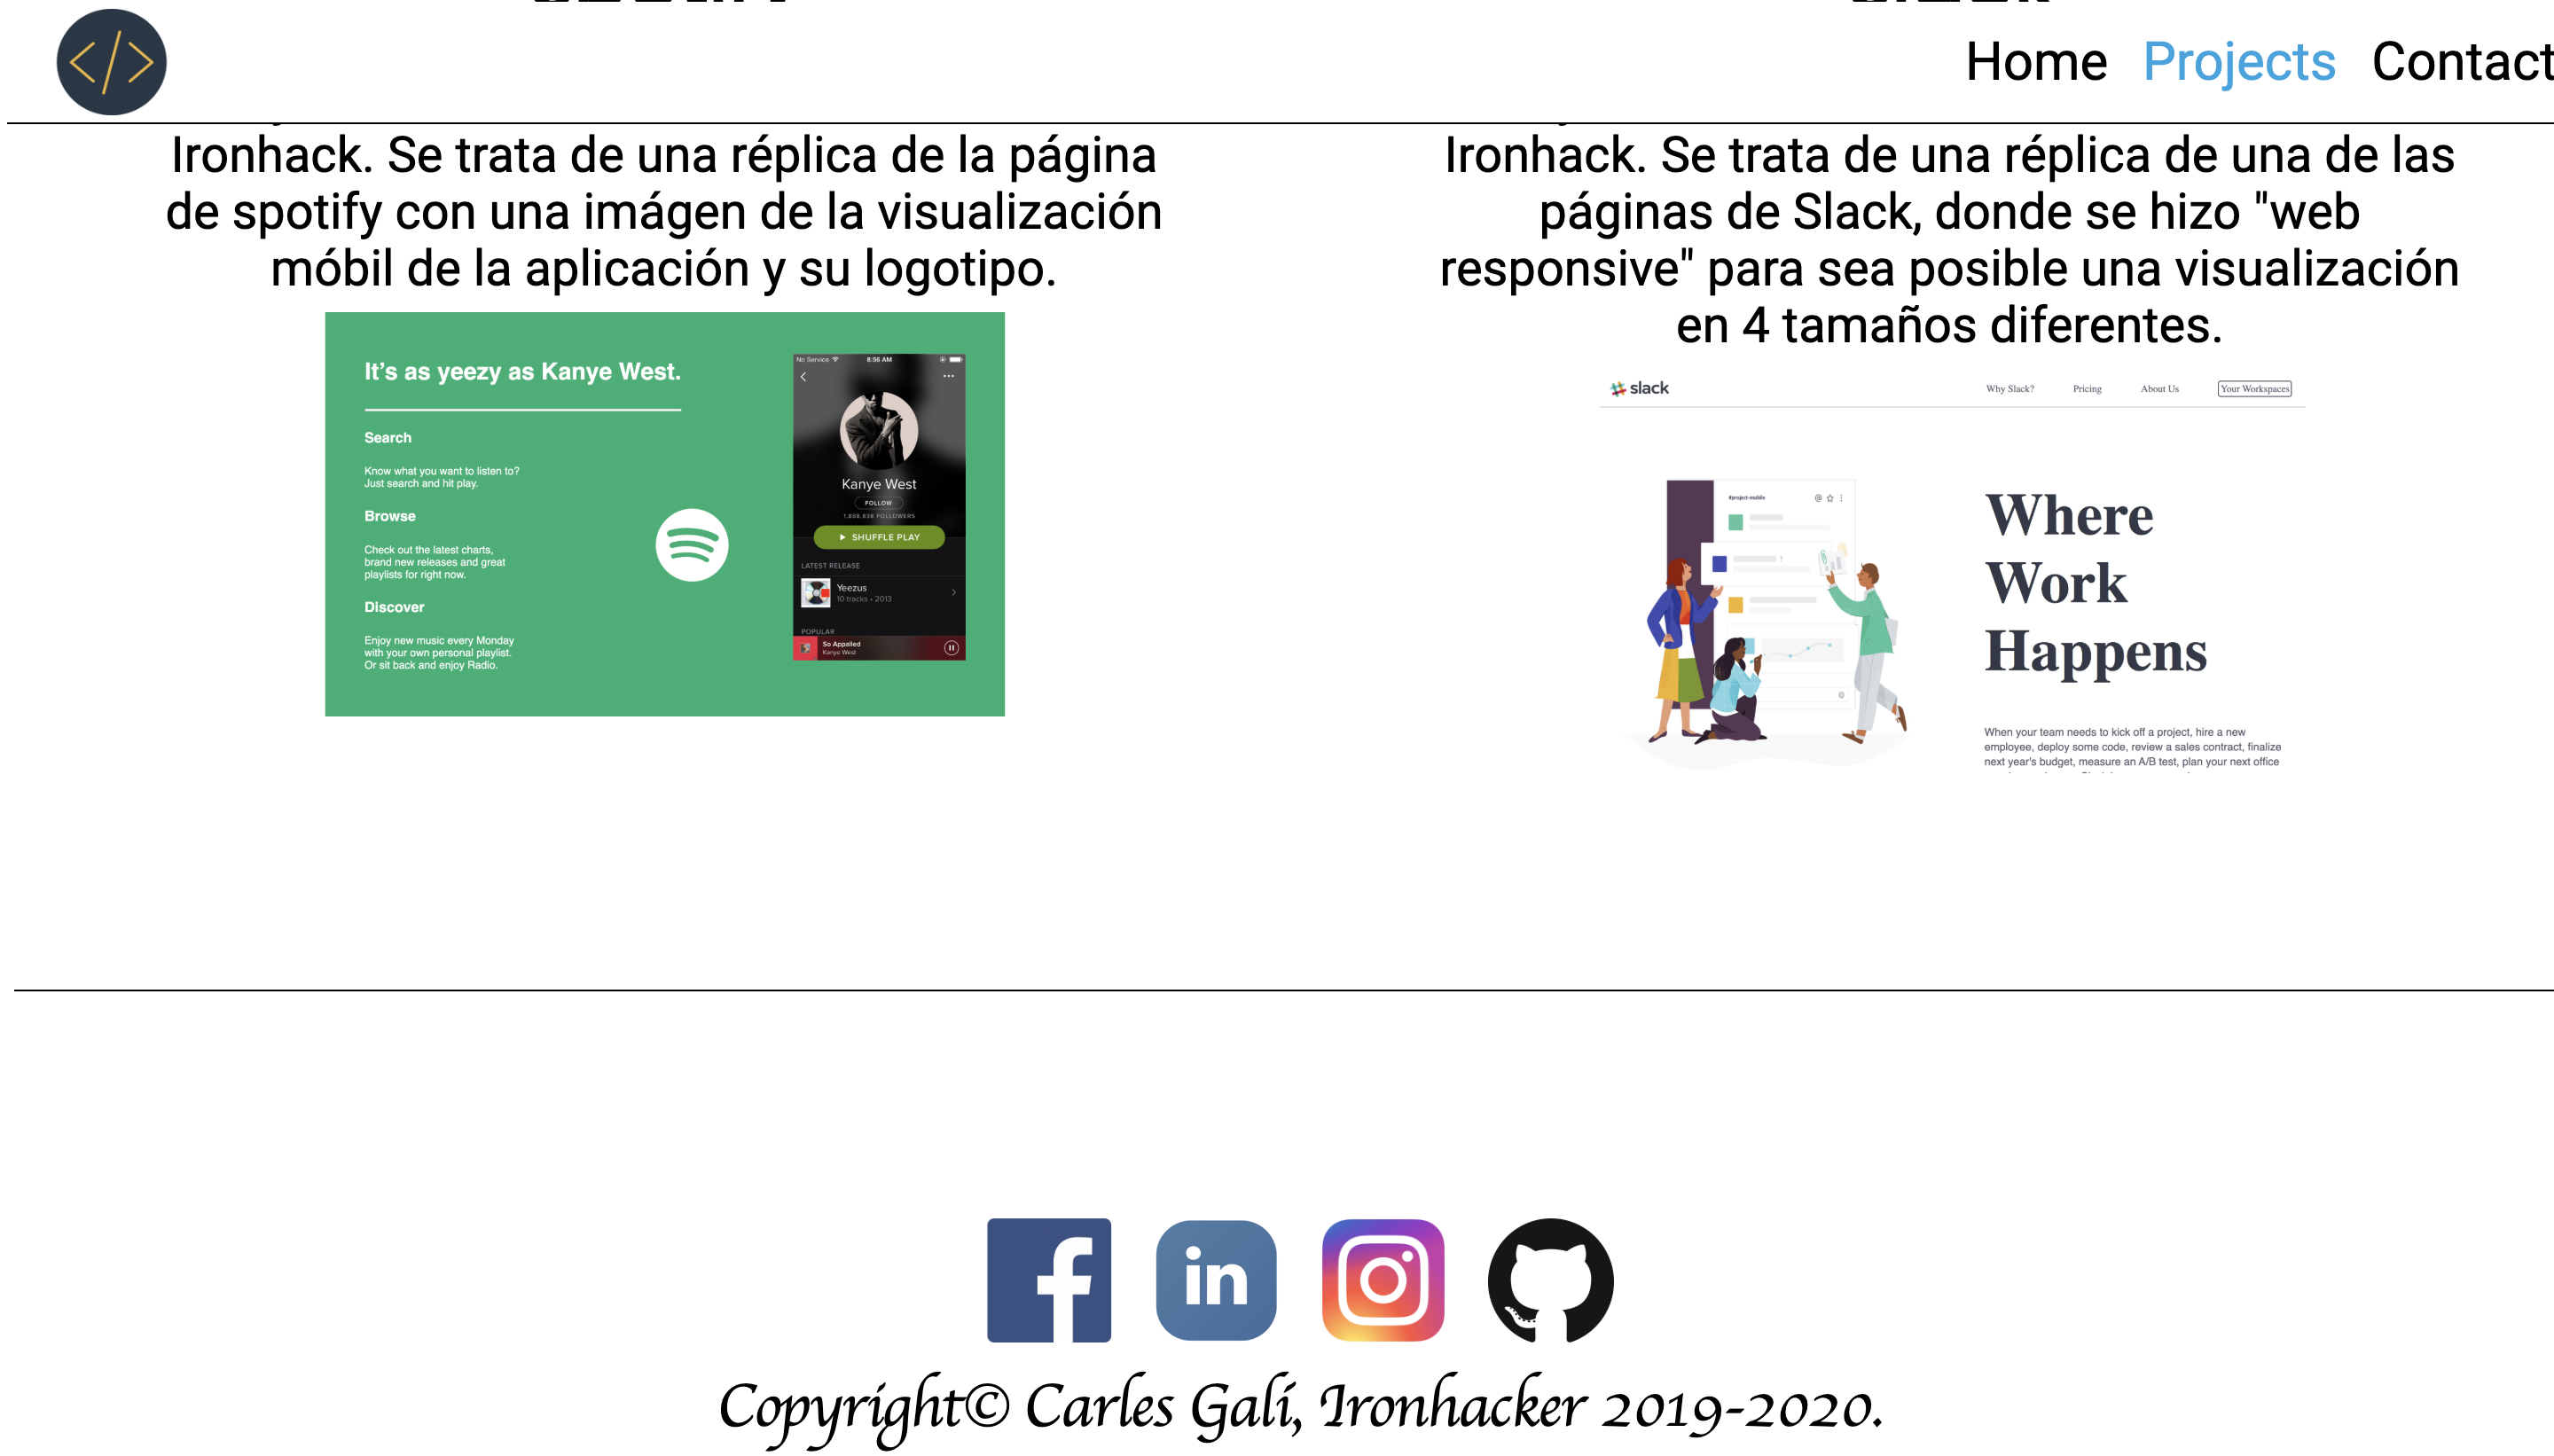 </>
Home Projects Contact
Ironhack. Se trata de una réplica de la página
de spotify con una imágen de la visualización
móbil de la aplicación y su logotipo.
It's as yeezy as Kanye West.
Search
Know what you want to listen to?
Just search and hit play.
Browse
Check out the latest charts,
brand new releases and great
playlists for right now.
Discover
Enjoy new music every Monday
with your own personal playlist.
Or sit back and enjoy Radio.
No Service 8:56 AM
Kanye West
FOLLOW
1,888,838 FOLLOWERS
SHUFFLE PLAY
LATEST RELEASE
Yeezus
10 tracks • 2013
POPULAR
So Appalled
Kanye West
Ironhack. Se trata de una réplica de una de las
páginas de Slack, donde se hizo "web
responsive" para sea posible una visualización
en 4 tamaños diferentes.
slack
Why Slack? Pricing About Us Your Workspaces
#project-mobile
Where
Work
Happens
When your team needs to kick off a project, hire a new
employee, deploy some code, review a sales contract, finalize
next year's budget, measure an A/B test, plan your next office
f in
Copyright© Carles Galí, Ironhacker 2019-2020.